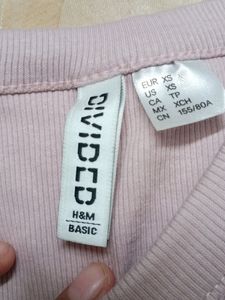 DIVIDED
H&M
BASIC
EUR XS
US XS
CA TP
MX XCH
CN 155/80A